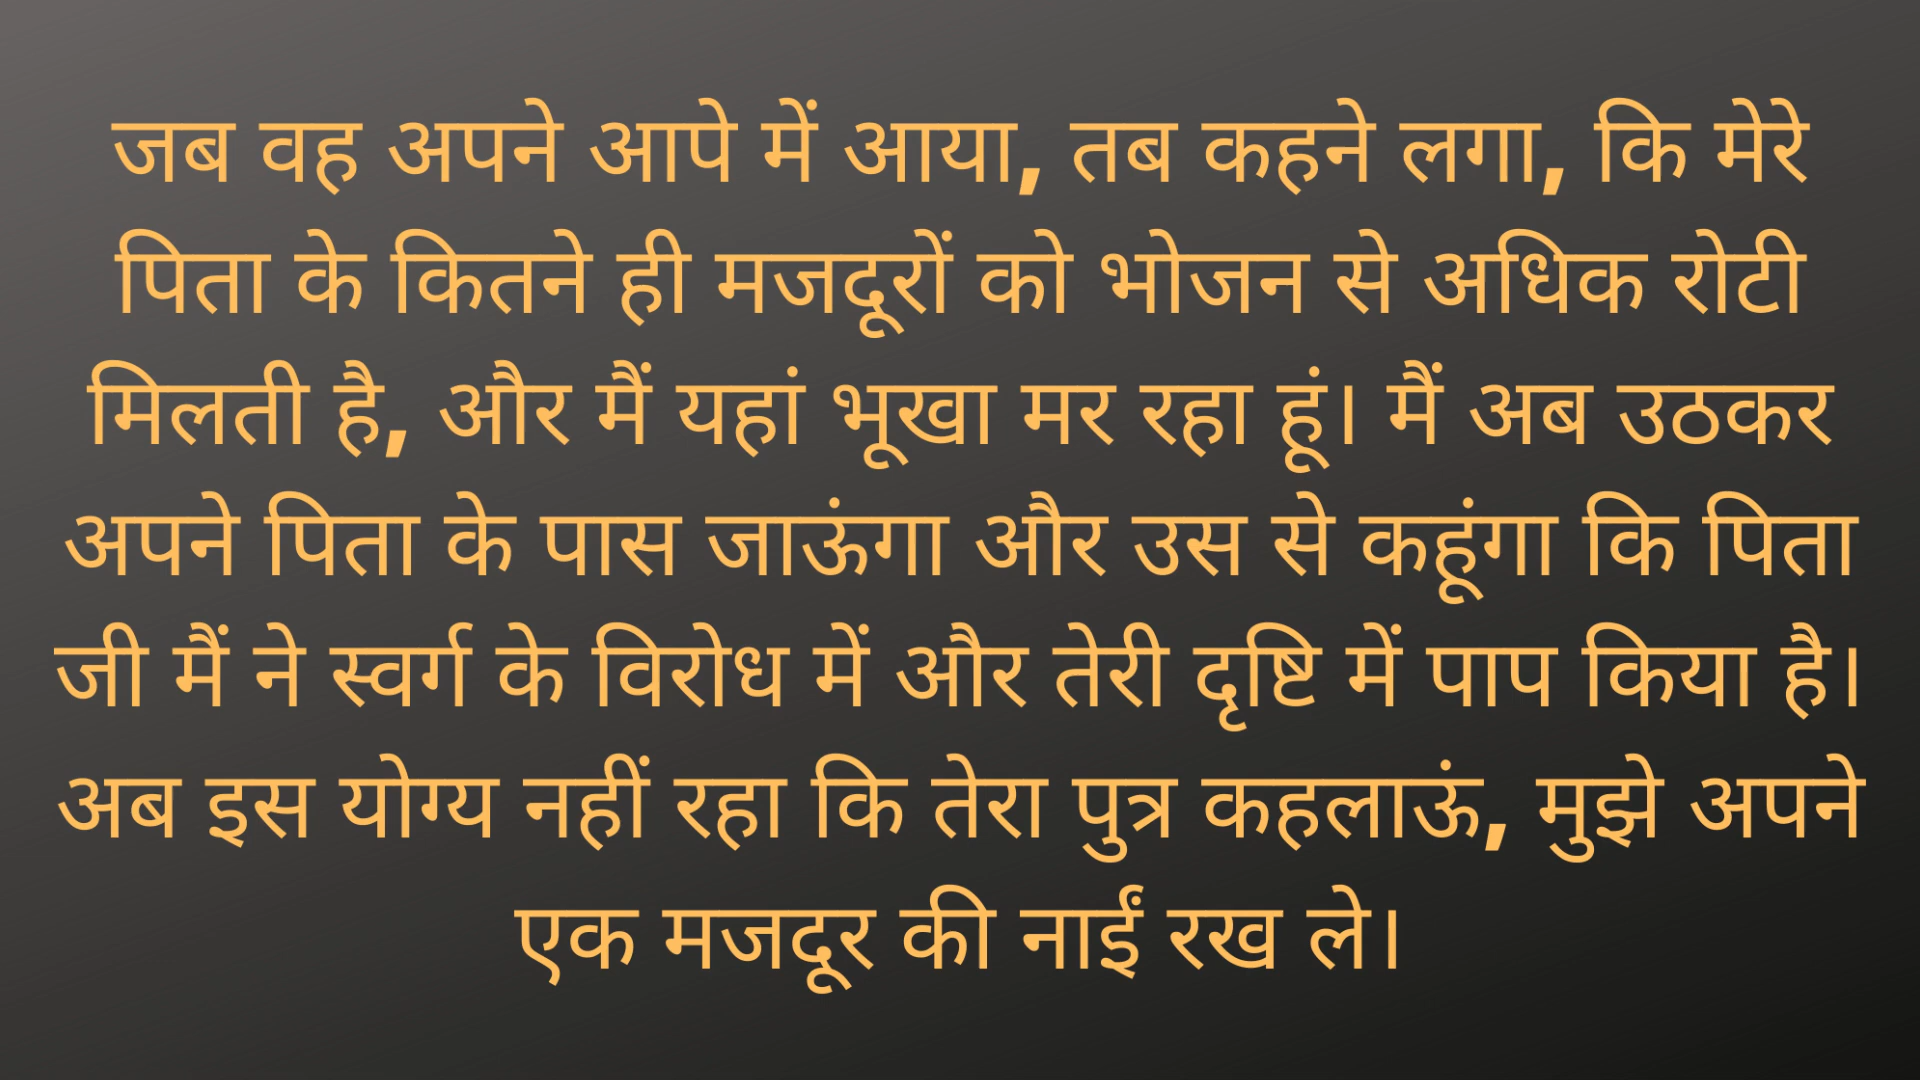 जब वह अपने आपे में आया, तब कहने लगा, कि मेरे
पिता के कितने ही मजदूरों को भोजन से अधिक रोटी
मिलती है, और मैं यहां भूखा मर रहा हूं। मैं अब उठकर
अपने पिता के पास जाऊंगा और उस से कहूंगा कि पिता
जी मैं ने स्वर्ग के विरोध में और तेरी दृष्टि में पाप किया है।
अब इस योग्य नहीं रहा कि तेरा पुत्र कहलाऊं, मुझे अपने
एक मजदूर की नाईं रख ले।